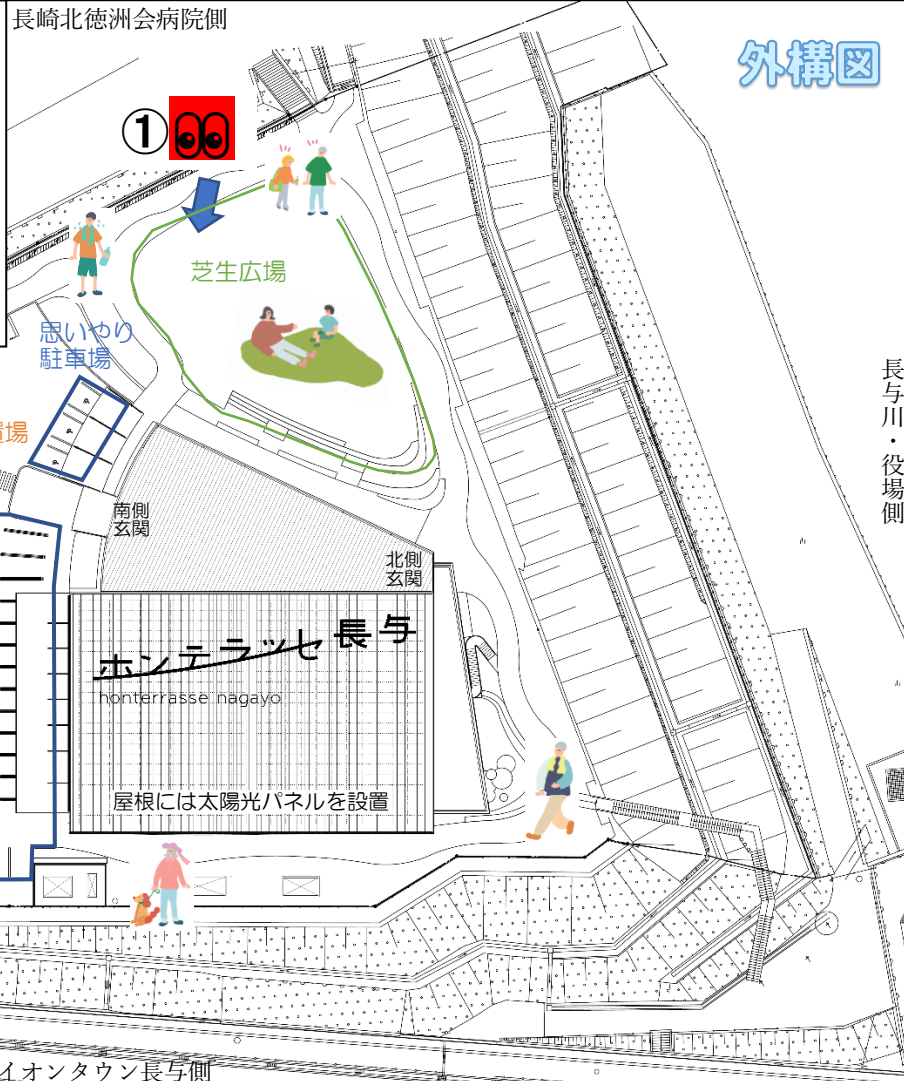 長崎北徳洲会病院側
外構図
①
芝生広場
思いやり
駐車場
置場
長与川・役場側
南側
玄関
北側
玄関
ホンテラッセ長与
honterrasse nagayo
屋根には太陽光パネルを設置
イオンタウン長与側